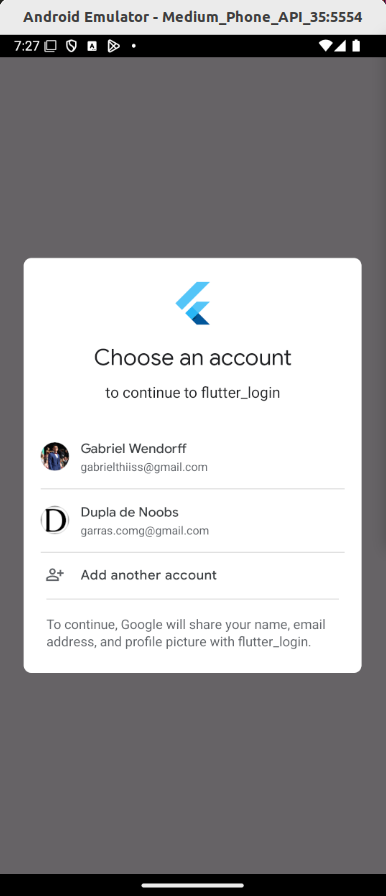 Android Emulator - Medium_Phone_API_35:5554
7:27
Choose an account
to continue to flutter_login
Gabriel Wendorff
gabrielthiiss@gmail.com
D
Dupla de Noobs
garras.comg@gmail.com
Add another account
To continue, Google will share your name, email
address, and profile picture with flutter_login.